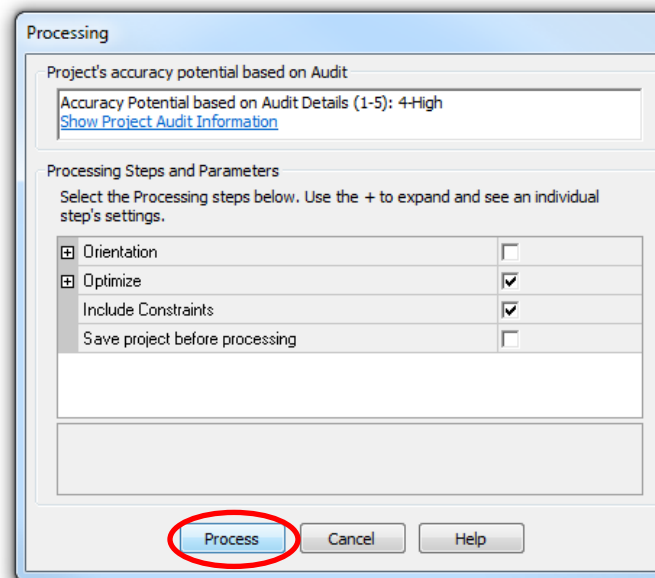 Processing
Project's accuracy potential based on Audit
Accuracy Potential based on Audit Details (1-5): 4-High
Show Project Audit Information
Processing Steps and Parameters
Select the Processing steps below. Use the + to expand and see an individual
step's settings.
Orientation
Optimize
Include Constraints
Save project before processing
Process Cancel Help